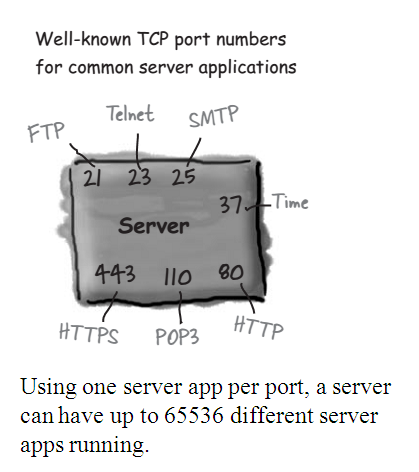 Well-known TCP port numbers
for common server applications
Telnet
SMTP
FTP
21 23 25
37
Time
Server
443 110 80
HTTPS
POP3
HTTP
Using one server app per port, a server
can have up to 65536 different server
apps running.